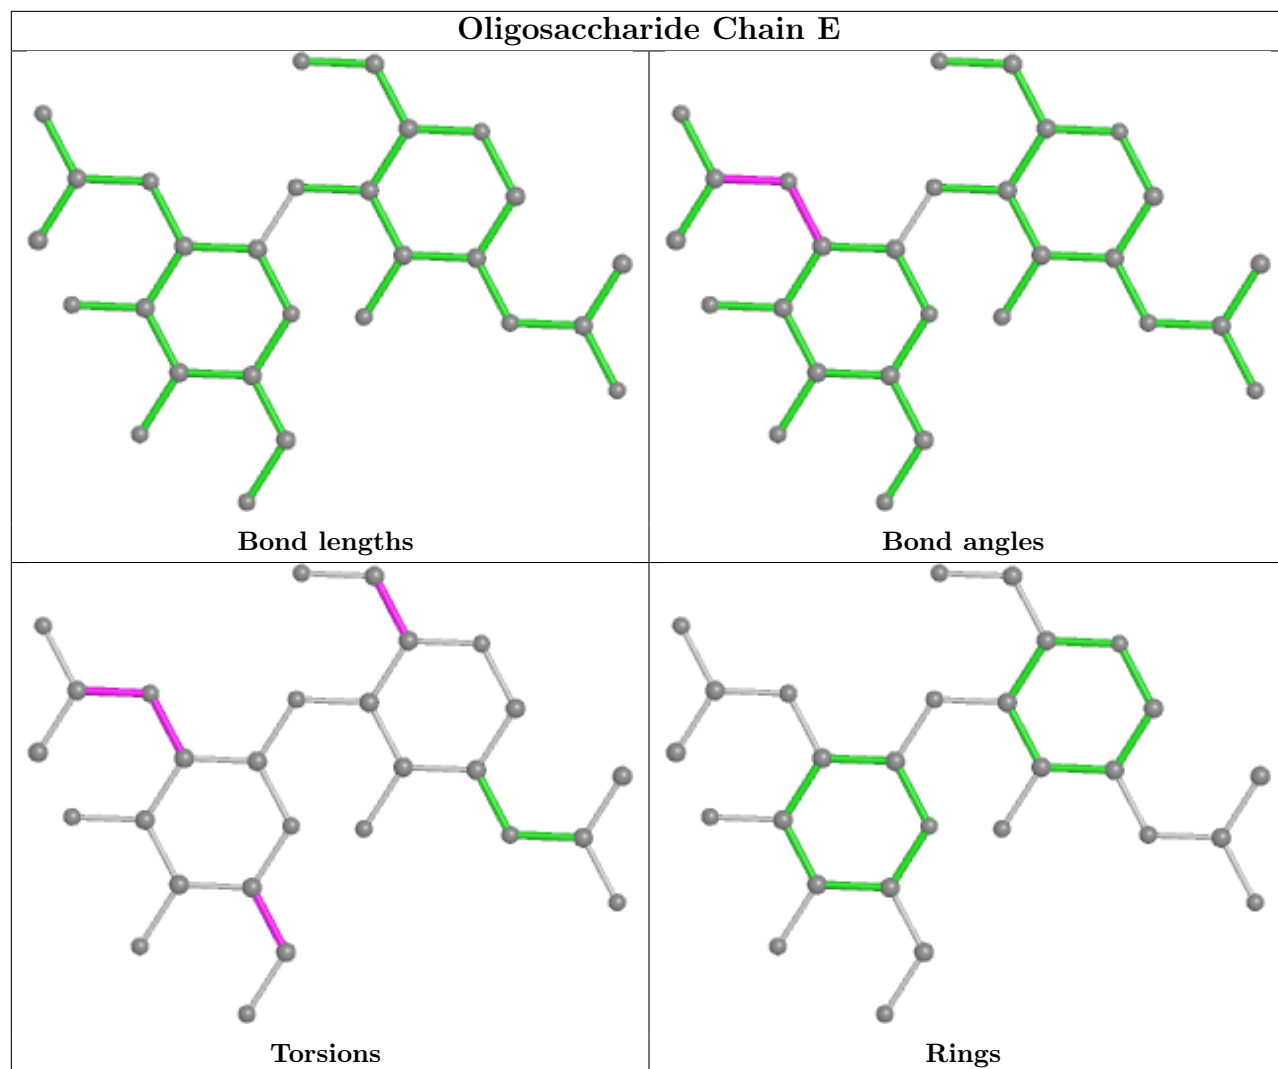 Oligosaccharide Chain E
Bond lengths
Bond angles
Torsions
Rings